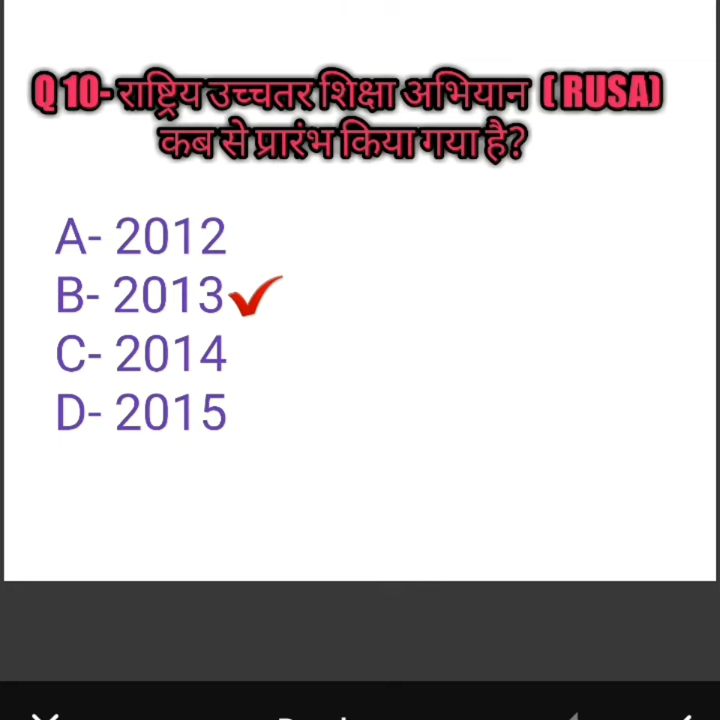 Q 10- राष्ट्रिय उच्चतर शिक्षा अभियान ( RUSA)
कब से प्रारंभ किया गया है?
A- 2012
B- 2013
C- 2014
D- 2015